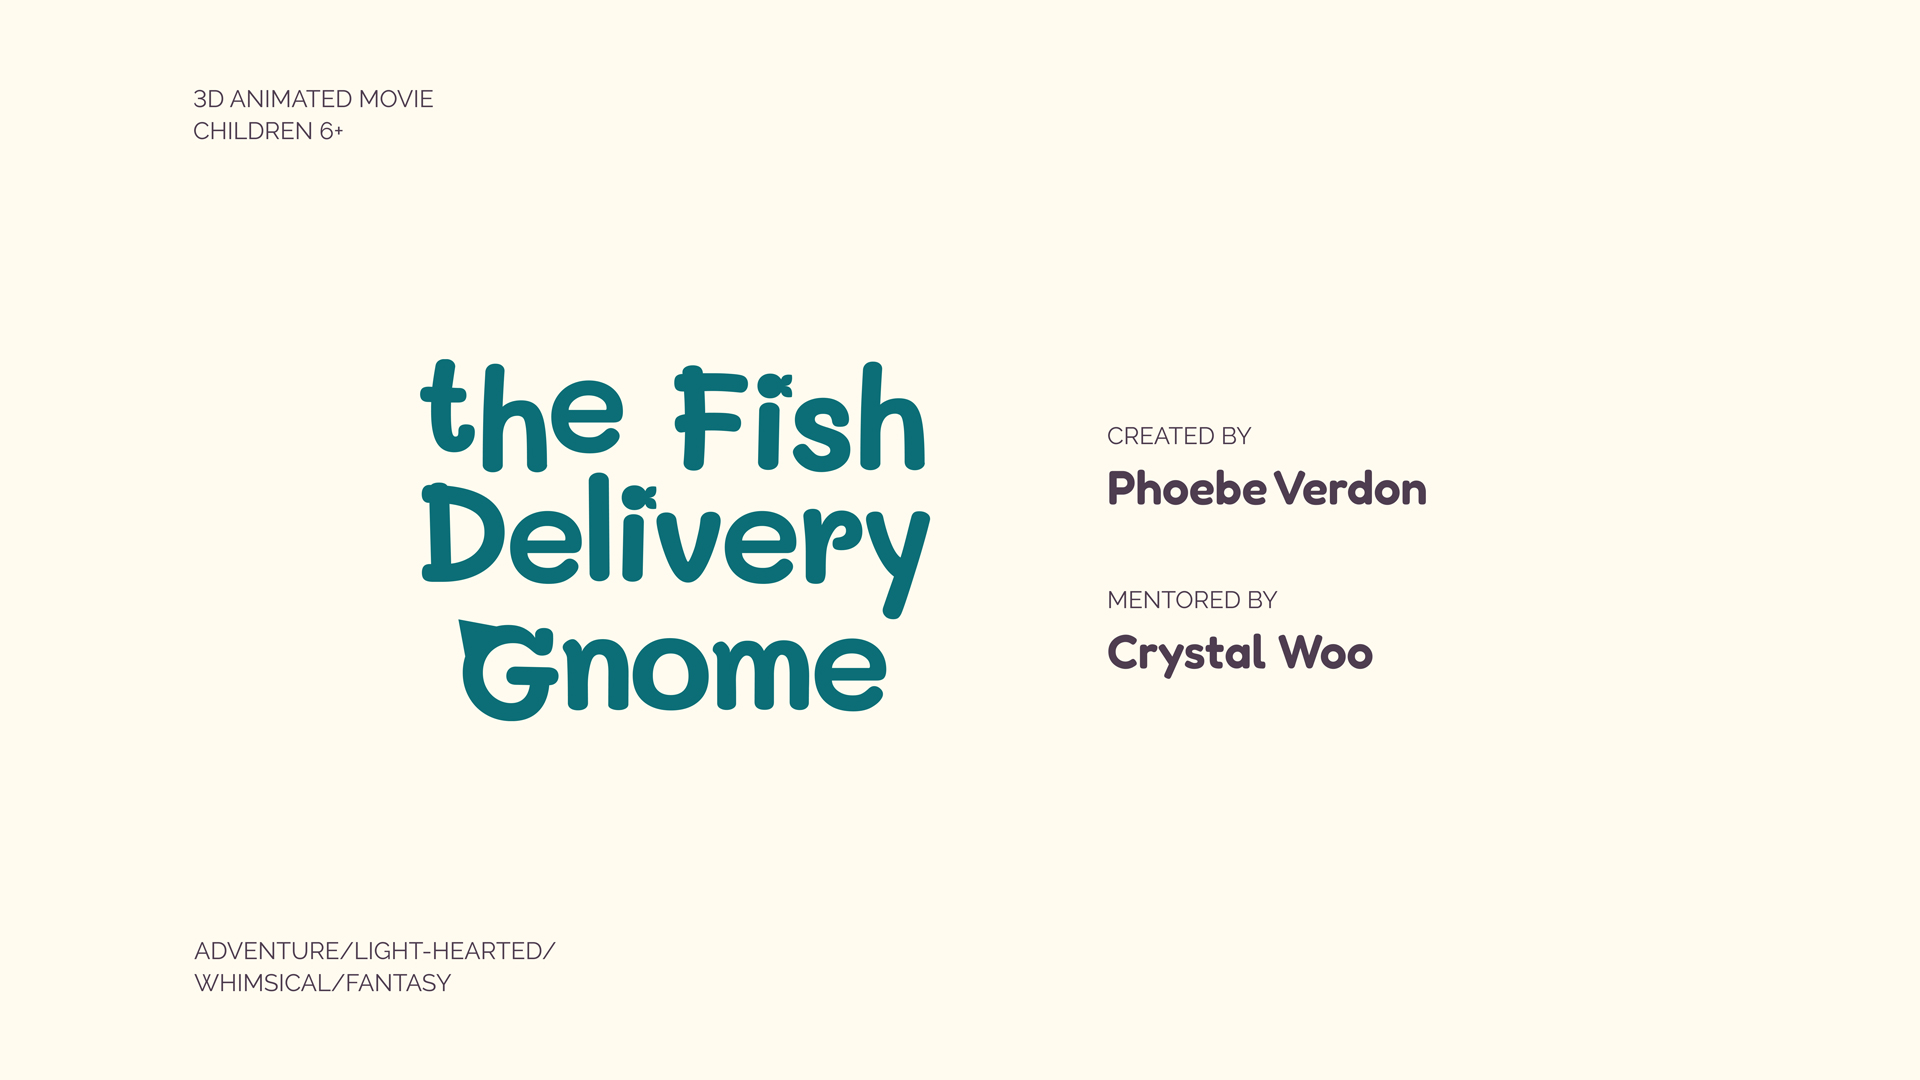 3D ANIMATED MOVIE
CHILDREN 6+
the Fish
Delivery
Gnome
CREATED BY
Phoebe Verdon
MENTORED BY
Crystal Woo
ADVENTURE/LIGHT-HEARTED/
WHIMSICAL/FANTASY